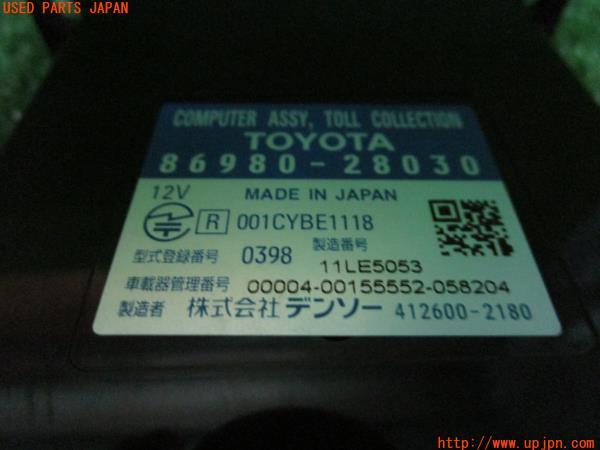 USED PARTS JAPAN
COMPUTER ASSY, TOLL COLLECTION
TOYOTA
86980-28030
12V MADE IN JAPAN
R 001CYBE1118
型式登録番号 0398 製造番号 11LE5053
車載器管理番号 00004-00155552-058204
製造者 株式会社 デンソー 412600-2180
http://www.upjpn.com